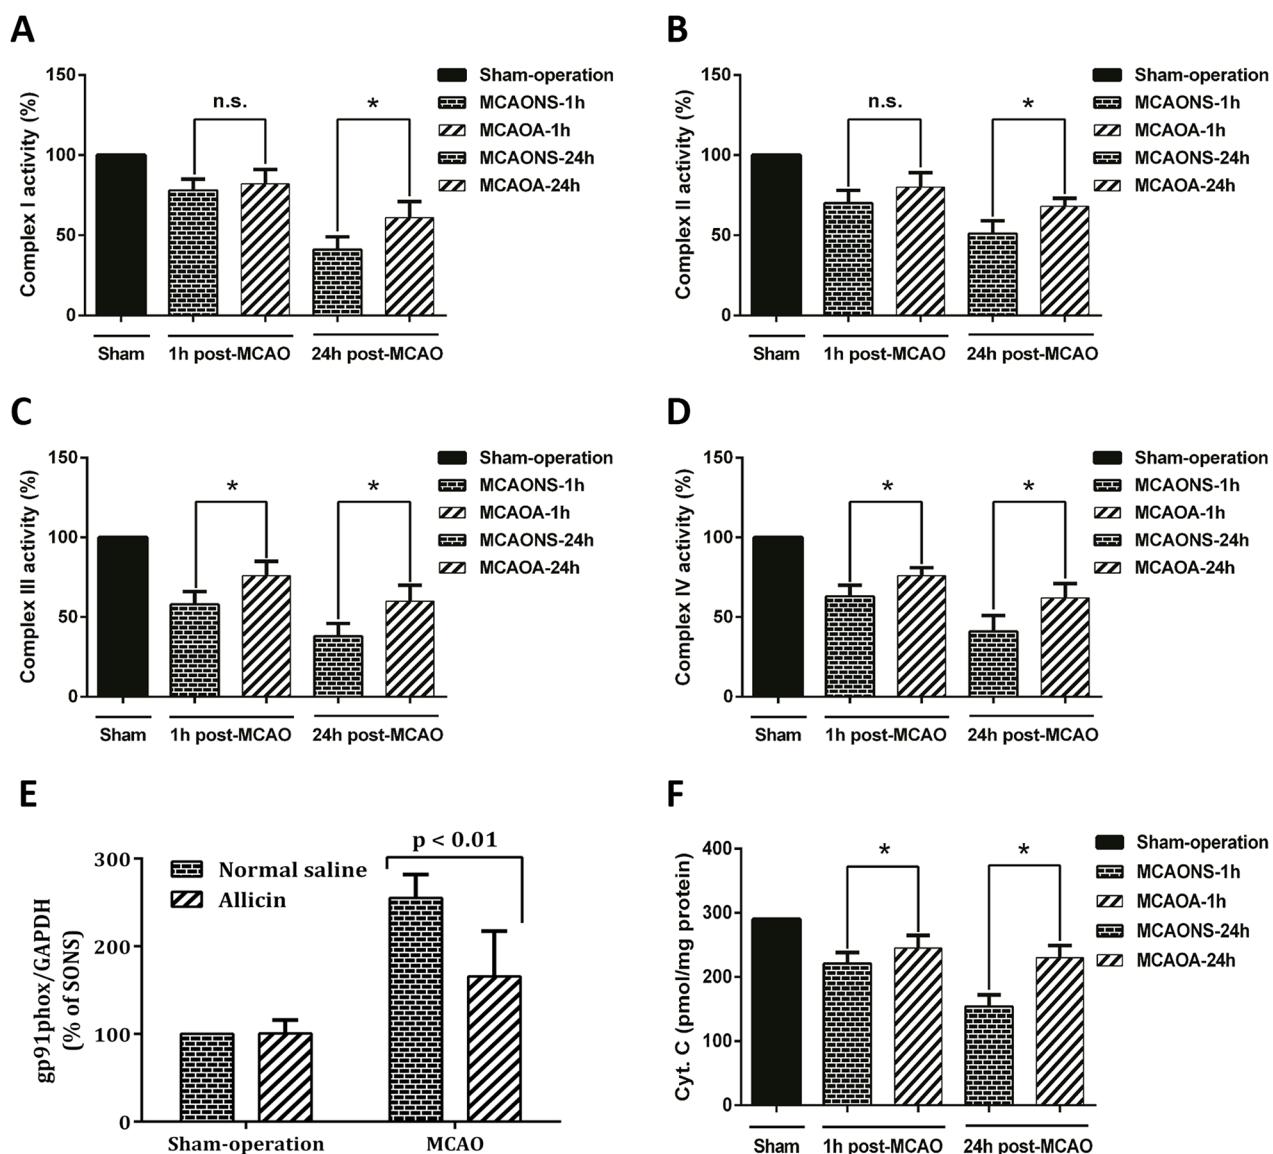 A
Complex I activity (%)
150
100
50
0
n.s.
*
Sham-operation
MCAONS-1h
MCAOA-1h
MCAONS-24h
MCAOA-24h
Sham
1h post-MCAO
24h post-MCAO
B
Complex II activity (%)
150
100
50
0
n.s.
*
Sham-operation
MCAONS-1h
MCAOA-1h
MCAONS-24h
MCAOA-24h
Sham
1h post-MCAO
24h post-MCAO
C
Complex III activity (%)
150
100
50
0
*
*
Sham-operation
MCAONS-1h
MCAOA-1h
MCAONS-24h
MCAOA-24h
Sham
1h post-MCAO
24h post-MCAO
D
Complex IV activity (%)
150
100
50
0
*
*
Sham-operation
MCAONS-1h
MCAOA-1h
MCAONS-24h
MCAOA-24h
Sham
1h post-MCAO
24h post-MCAO
E
gp91phox/GAPDH
(% of SONS)
300
200
100
0
Normal saline
Allicin
p < 0.01
Sham-operation
MCAO
F
Cyt. C (pmol/mg protein)
400
300
200
100
0
*
*
Sham-operation
MCAONS-1h
MCAOA-1h
MCAONS-24h
MCAOA-24h
Sham
1h post-MCAO
24h post-MCAO